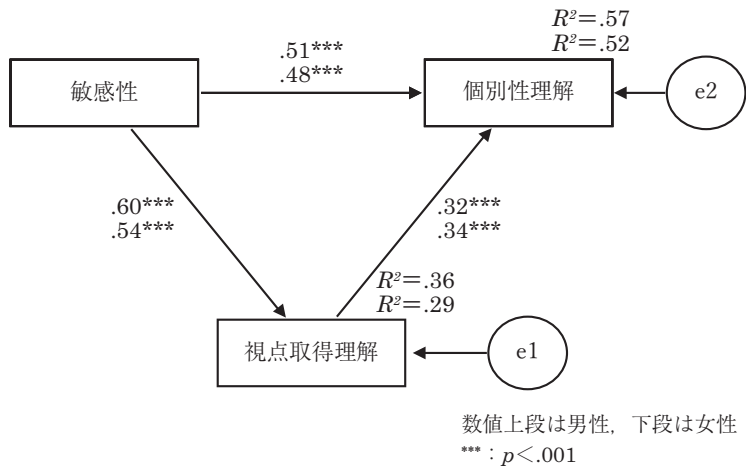 R²=.57
R²=.52
.51***
.48***
敏感性
個別性理解
e2
.60***
.54***
.32***
.34***
R²=.36
R²=.29
視点取得理解
e1
数値上段は男性，下段は女性
***：p<.001